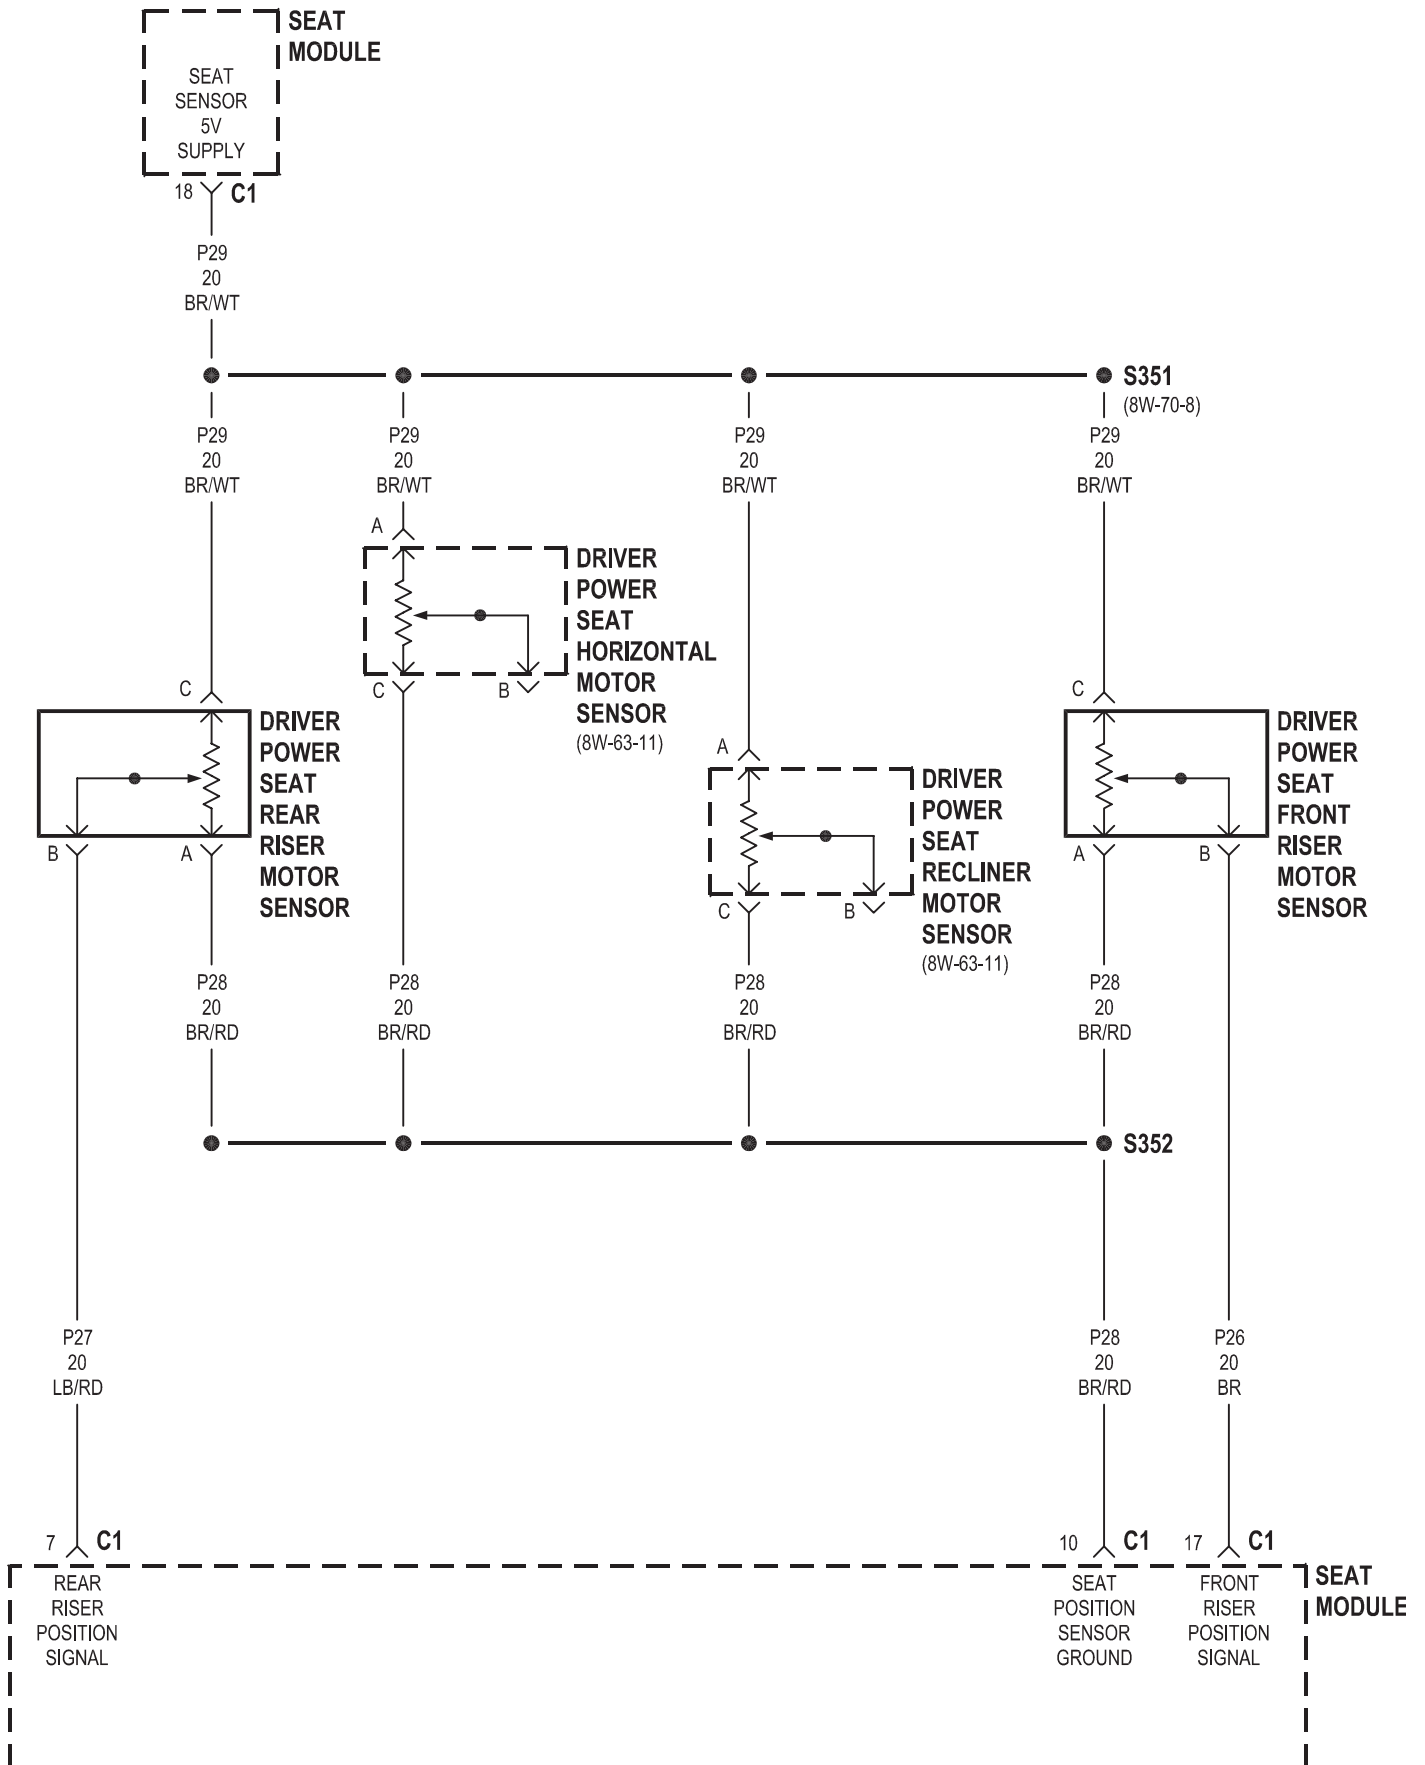 SEAT
MODULE
SEAT
SENSOR
5V
SUPPLY
18
C1
P29
20
BR/WT
S351
(8W-70-8)
P29
20
BR/WT
P29
20
BR/WT
P29
20
BR/WT
P29
20
BR/WT
A
DRIVER
POWER
SEAT
HORIZONTAL
MOTOR
SENSOR
(8W-63-11)
C
B
C
DRIVER
POWER
SEAT
REAR
RISER
MOTOR
SENSOR
B
A
A
DRIVER
POWER
SEAT
RECLINER
MOTOR
SENSOR
(8W-63-11)
C
B
C
DRIVER
POWER
SEAT
FRONT
RISER
MOTOR
SENSOR
A
B
P28
20
BR/RD
P28
20
BR/RD
P28
20
BR/RD
P28
20
BR/RD
S352
P27
20
LB/RD
P28
20
BR/RD
P26
20
BR
7
C1
10
C1
17
C1
REAR
RISER
POSITION
SIGNAL
SEAT
POSITION
SENSOR
GROUND
FRONT
RISER
POSITION
SIGNAL
SEAT
MODULE